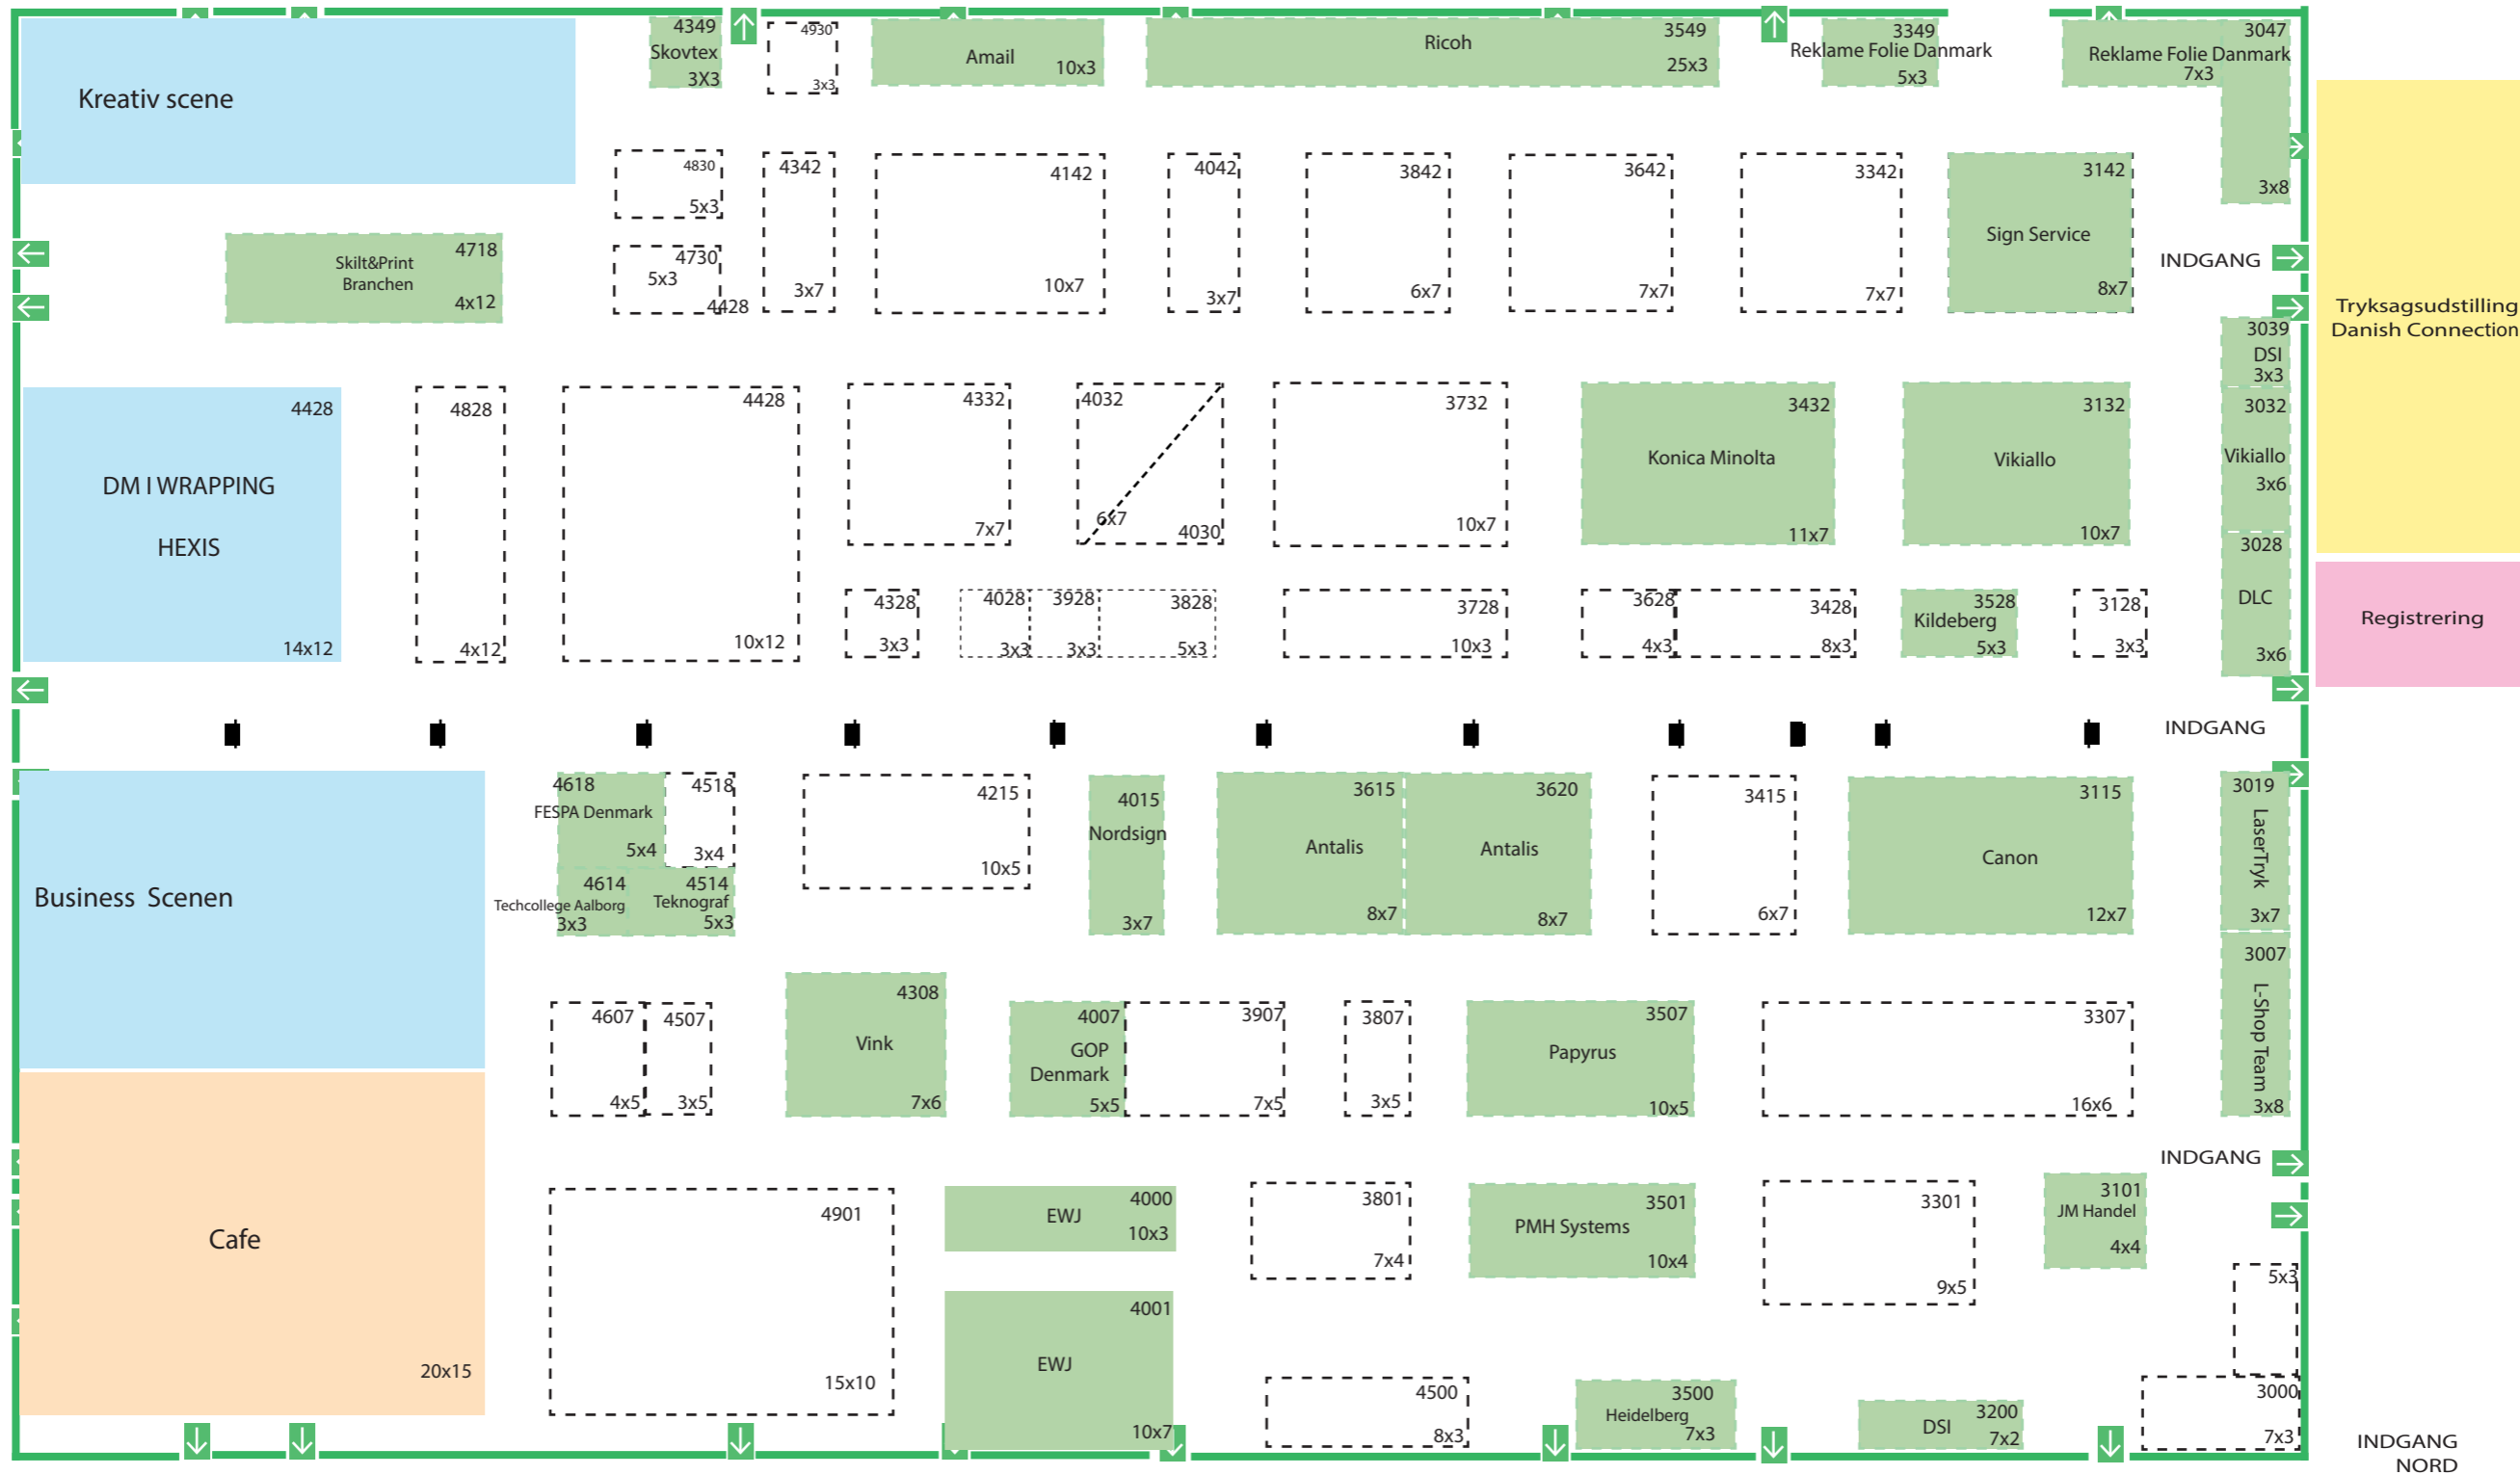 4349
Skovtex
3X3
4930
3x3
Amail
10x3
Ricoh
3549
25x3
3349
Reklame Folie Danmark
5x3
3047
Reklame Folie Danmark
7x3
3x8
Kreativ scene
4830
5x3
4342
3x7
4142
10x7
4042
3x7
3842
6x7
3642
7x7
3342
7x7
3142
Sign Service
8x7
4718
Skilt&Print
Branchen
4x12
4730
5x3
4428
INDGANG
Tryksagsudstilling
Danish Connection
3039
DSI
3x3
4428
DM I WRAPPING
HEXIS
14x12
4828
4x12
4428
10x12
4332
7x7
4032
6x7
4030
3732
10x7
3432
Konica Minolta
11x7
3132
Vikiallo
10x7
3032
Vikiallo
3x6
3028
DLC
3x6
4328
3x3
4028
3x3
3928
3x3
3828
5x3
3728
10x3
3628
4x3
3428
8x3
3528
Kildeberg
5x3
3128
3x3
Registrering
INDGANG
Business  Scenen
4618
FESPA Denmark
5x4
4518
3x4
4614
Techcollege Aalborg
3x3
4514
Teknograf
5x3
4215
10x5
4015
Nordsign
3x7
3615
Antalis
8x7
3620
Antalis
8x7
3415
6x7
3115
Canon
12x7
3019
LaserTryk
3x7
3007
L-Shop Team
3x8
4607
4x5
4507
3x5
4308
Vink
7x6
4007
GOP
Denmark
5x5
3907
7x5
3807
3x5
3507
Papyrus
10x5
3307
16x6
INDGANG
Cafe
20x15
4901
15x10
4000
EWJ
10x3
4001
EWJ
10x7
3801
7x4
3501
PMH Systems
10x4
3301
9x5
3101
JM Handel
4x4
5x3
4500
8x3
3500
Heidelberg
7x3
3200
DSI
7x2
3000
7x3
INDGANG
NORD